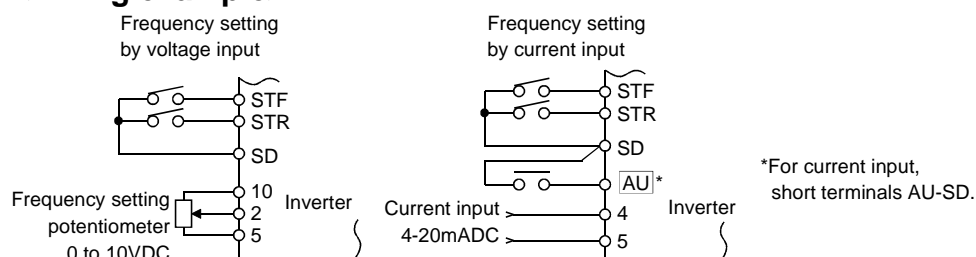 Frequency setting
by voltage input
STF
STR
SD
10
2
5
Inverter
Frequency setting
potentiometer
0 to 10VDC
Frequency setting
by current input
STF
STR
SD
AU*
4
5
Inverter
Current input
4-20mADC
*For current input,
short terminals AU-SD.